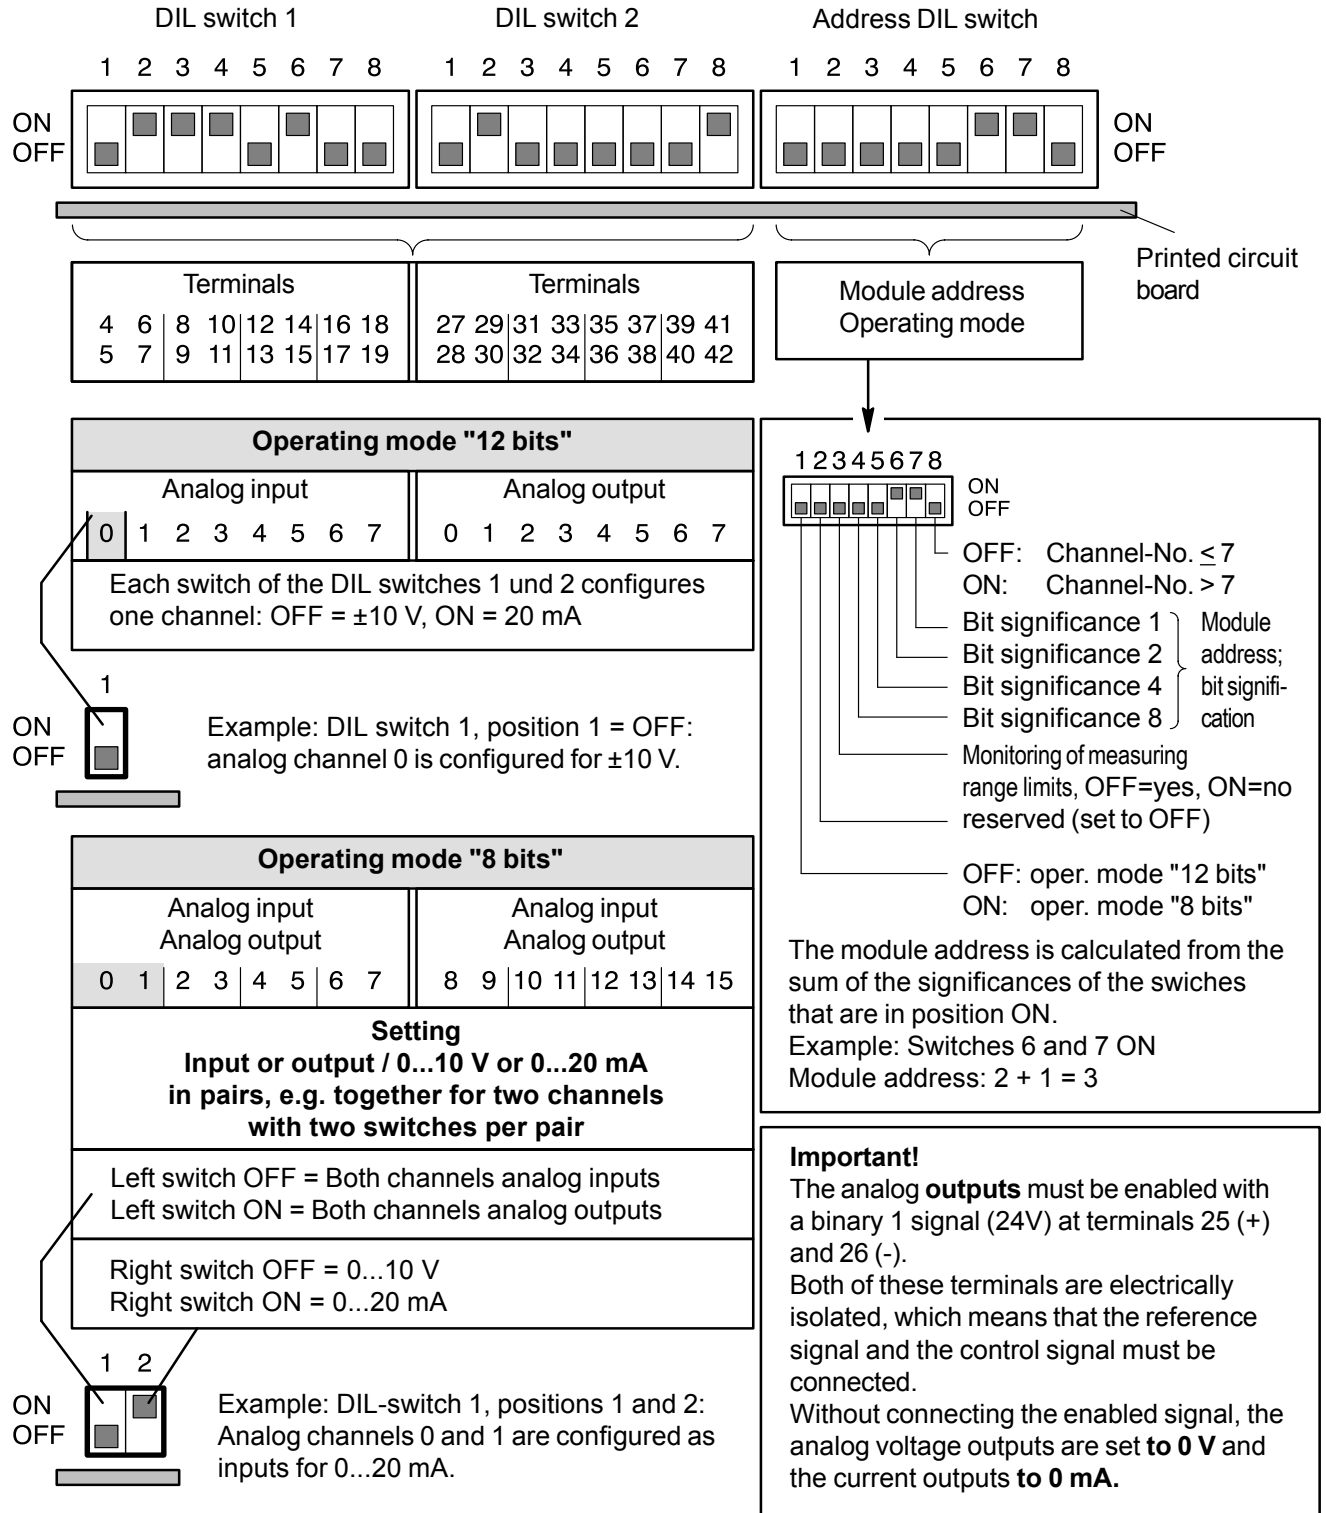 DIL switch 1 DIL switch 2 Address DIL switch
1 2 3 4 5 6 7 8 1 2 3 4 5 6 7 8 1 2 3 4 5 6 7 8
ON ON
OFF OFF
Printed circuit
board
Terminals Terminals
4 6 8 10 12 14 16 18 27 29 31 33 35 37 39 41
5 7 9 11 13 15 17 19 28 30 32 34 36 38 40 42
Module address
Operating mode
Operating mode "12 bits"
Analog input Analog output
0 1 2 3 4 5 6 7 0 1 2 3 4 5 6 7
Each switch of the DIL switches 1 und 2 configures
one channel: OFF = ±10 V, ON = 20 mA
1
ON
OFF
Example: DIL switch 1, position 1 = OFF:
analog channel 0 is configured for ±10 V.
Operating mode "8 bits"
Analog input Analog input
Analog output Analog output
0 1 2 3 4 5 6 7 8 9 10 11 12 13 14 15
Setting
Input or output / 0...10 V or 0...20 mA
in pairs, e.g. together for two channels
with two switches per pair
Left switch OFF = Both channels analog inputs
Left switch ON = Both channels analog outputs
Right switch OFF = 0...10 V
Right switch ON = 0...20 mA
1 2
ON
OFF
Example: DIL-switch 1, positions 1 and 2:
Analog channels 0 and 1 are configured as
inputs for 0...20 mA.
1 2 3 4 5 6 7 8
ON
OFF
OFF: Channel-No. ≤ 7
ON: Channel-No. > 7
Bit significance 1
Bit significance 2
Bit significance 4
Bit significance 8
Module
address;
bit signifi-
cation
Monitoring of measuring
range limits, OFF=yes, ON=no
reserved (set to OFF)
OFF: oper. mode "12 bits"
ON: oper. mode "8 bits"
The module address is calculated from the
sum of the significances of the swiches
that are in position ON.
Example: Switches 6 and 7 ON
Module address: 2 + 1 = 3
Important!
The analog outputs must be enabled with
a binary 1 signal (24V) at terminals 25 (+)
and 26 (-).
Both of these terminals are electrically
isolated, which means that the reference
signal and the control signal must be
connected.
Without connecting the enabled signal, the
analog voltage outputs are set to 0 V and
the current outputs to 0 mA.